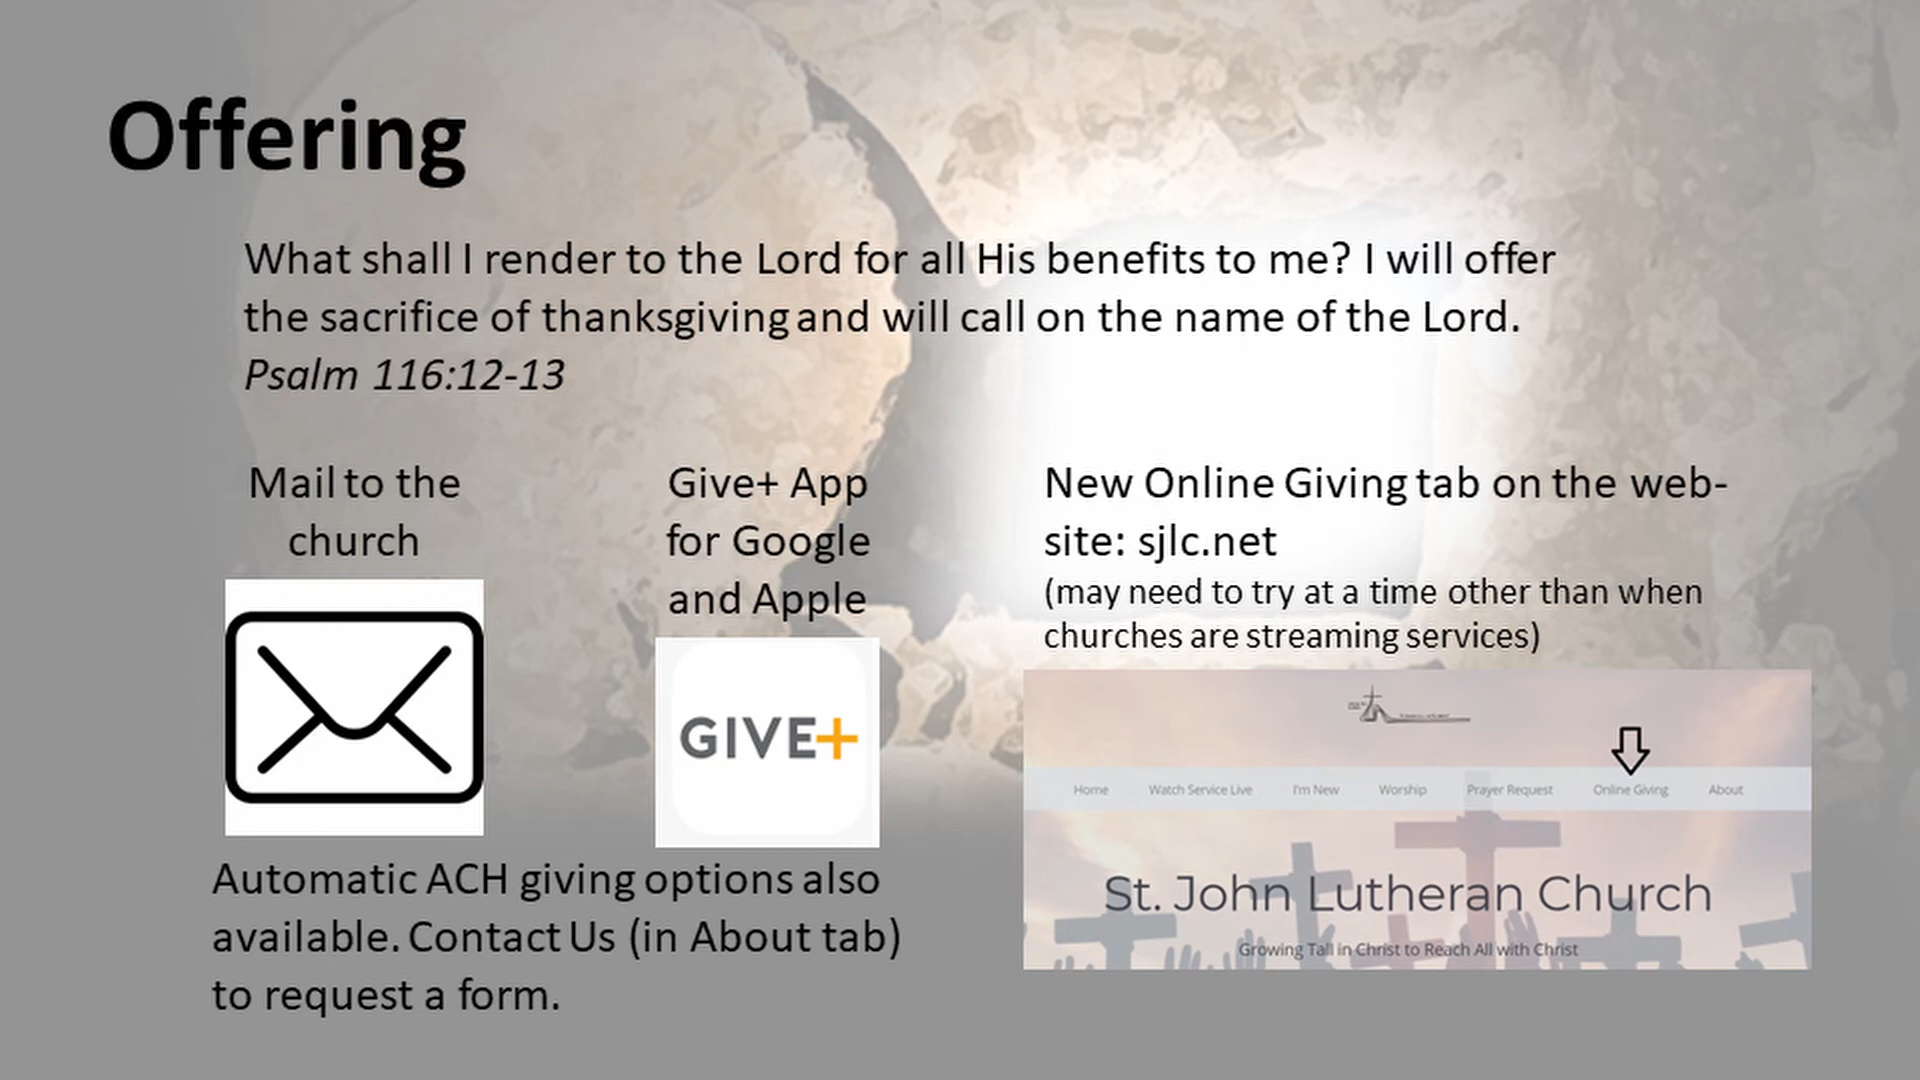 Offering
What shall I render to the Lord for all His benefits to me? I will offer
the sacrifice of thanksgiving and will call on the name of the Lord.
Psalm 116:12-13
Mail to the
church
Give+ App
for Google
and Apple
GIVE+
New Online Giving tab on the web-
site: sjlc.net
(may need to try at a time other than when
churches are streaming services)
Home Watch Service Live I'm New Worship Prayer Request Online Giving About
St. John Lutheran Church
Growing Tall in Christ to Reach All with Christ
Automatic ACH giving options also
available. Contact Us (in About tab)
to request a form.